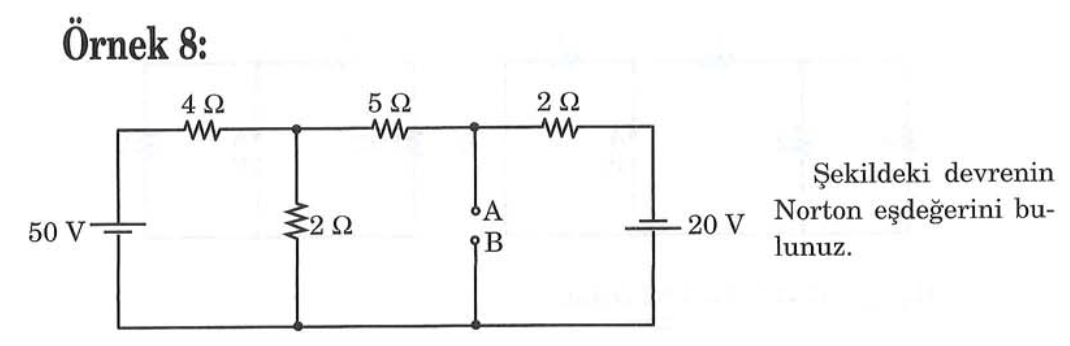 Örnek 8:
4 Ω 5 Ω 2 Ω
50 V
2 Ω
A
B
20 V
Şekildeki devrenin
Norton eşdeğerini bu-
lunuz.